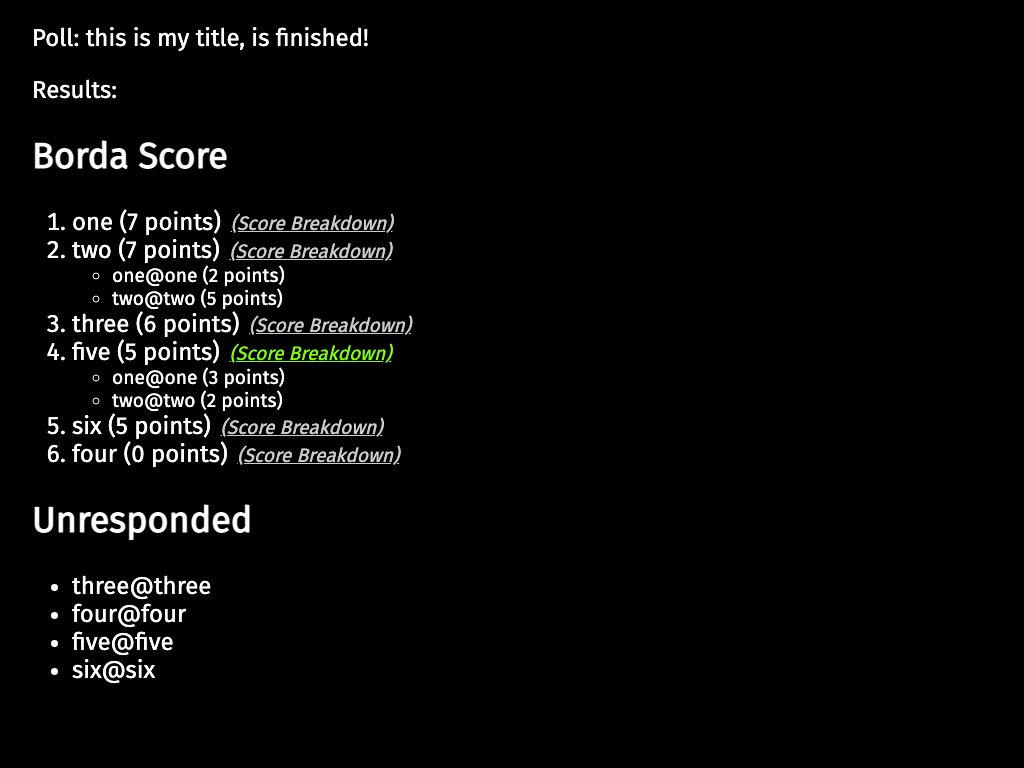 Poll: this is my title, is finished!
Results:
Borda Score
1. one (7 points) (Score Breakdown)
2. two (7 points) (Score Breakdown)
one@one (2 points)
two@two (5 points)
3. three (6 points) (Score Breakdown)
4. five (5 points) (Score Breakdown)
one@one (3 points)
two@two (2 points)
5. six (5 points) (Score Breakdown)
6. four (0 points) (Score Breakdown)
Unresponded
three@three
four@four
five@five
six@six